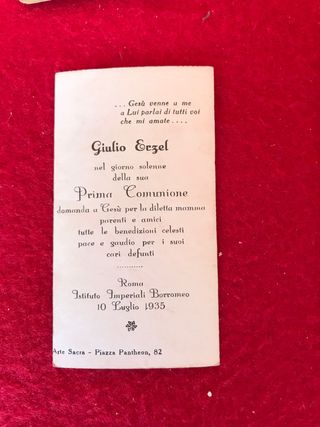 ... Gesù venne a me
a Lui parlai di tutti voi
che mi amate ....
Giulio Erzel
nel giorno solenne
della sua
Prima Comunione
domanda a Gesù per la diletta mamma
parenti e amici
tutte le benedizioni celesti
pace e gaudio per i suoi
cari defunti
Roma
Istituto Imperiali Borromeo
10 Luglio 1935
Arte Sacra - Piazza Pantheon, 82